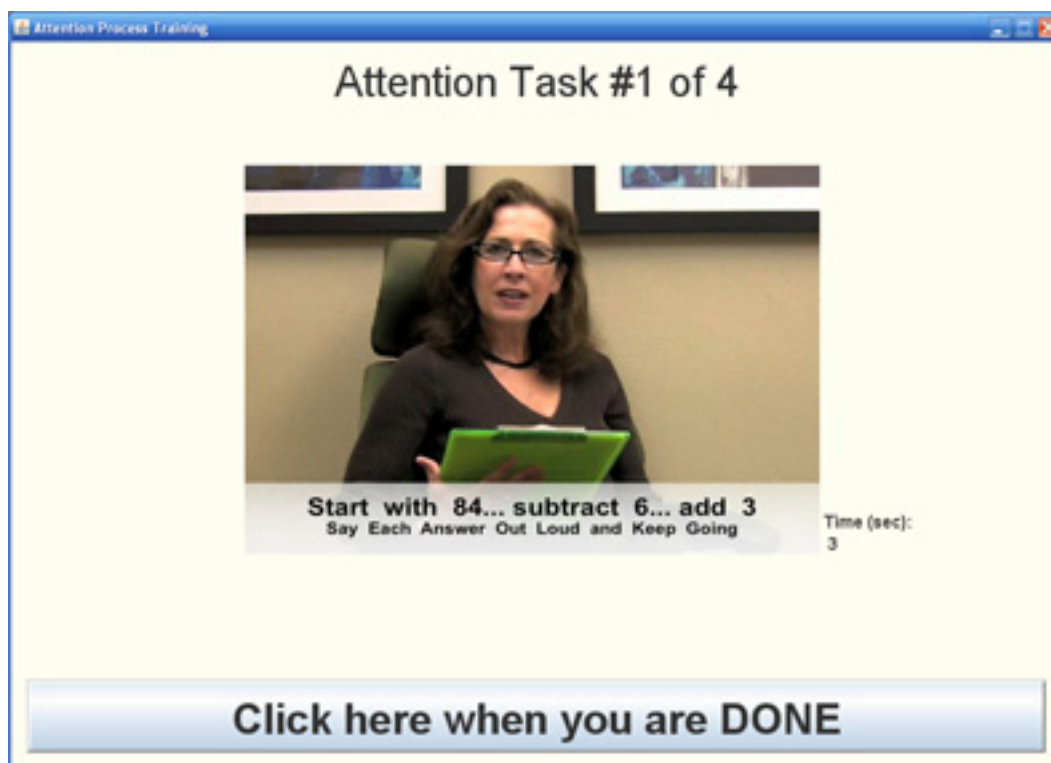 Attention Process Training
Attention Task #1 of 4
Start with 84... subtract 6... add 3
Say Each Answer Out Loud and Keep Going
Time (sec):
3
Click here when you are DONE